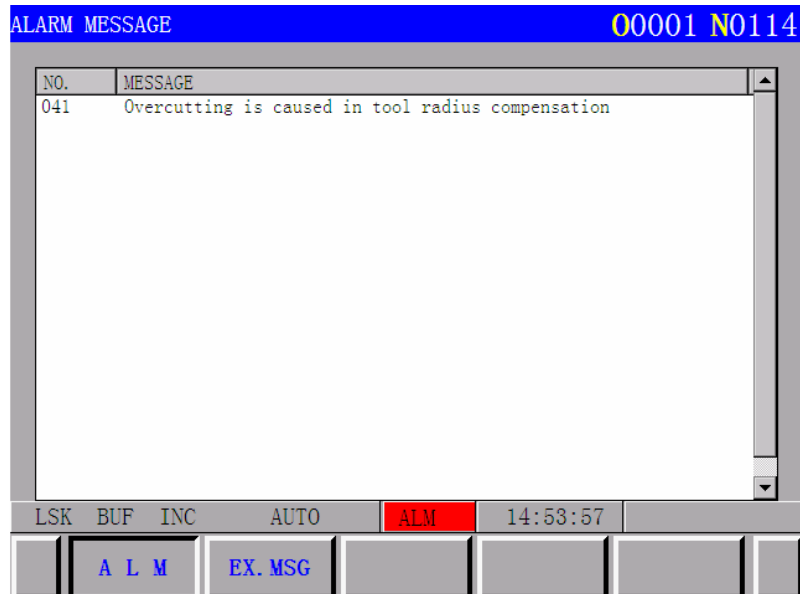 ALARM MESSAGE O0001 N0114
NO. MESSAGE
041 Overcutting is caused in tool radius compensation
LSK BUF INC AUTO ALM 14:53:57
A L M EX.MSG